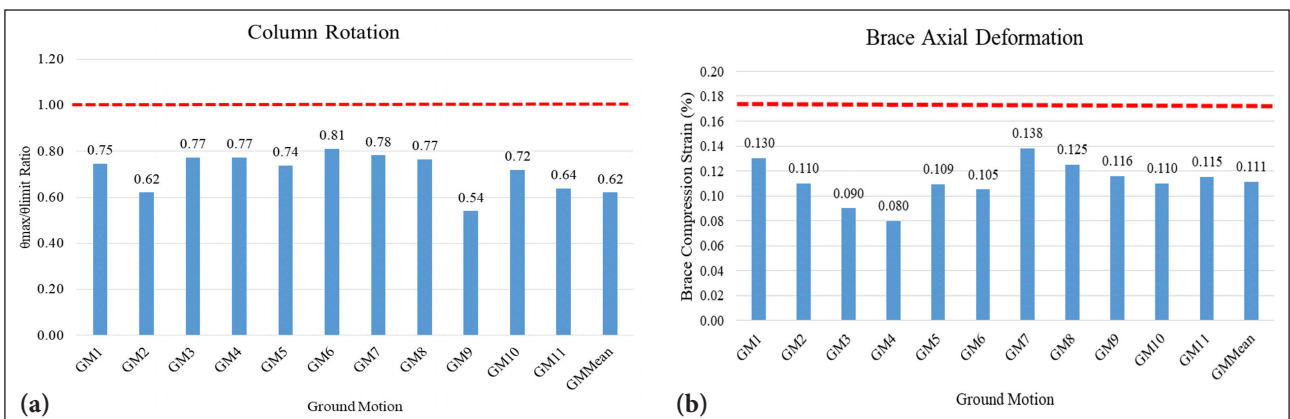 Column Rotation
θmax/θlimit Ratio
1.20
1.00
0.80
0.60
0.40
0.20
0.00
0.75
0.62
0.77
0.77
0.74
0.81
0.78
0.77
0.54
0.72
0.64
0.62
GM1
GM2
GM3
GM4
GM5
GM6
GM7
GM8
GM9
GM10
GM11
GMMean
Ground Motion
(a)
Brace Axial Deformation
Brace Compression Strain (%)
0.20
0.18
0.16
0.14
0.12
0.10
0.08
0.06
0.04
0.02
0.00
0.130
0.110
0.090
0.080
0.109
0.105
0.138
0.125
0.116
0.110
0.115
0.111
GM1
GM2
GM3
GM4
GM5
GM6
GM7
GM8
GM9
GM10
GM11
GMMean
Ground Motion
(b)